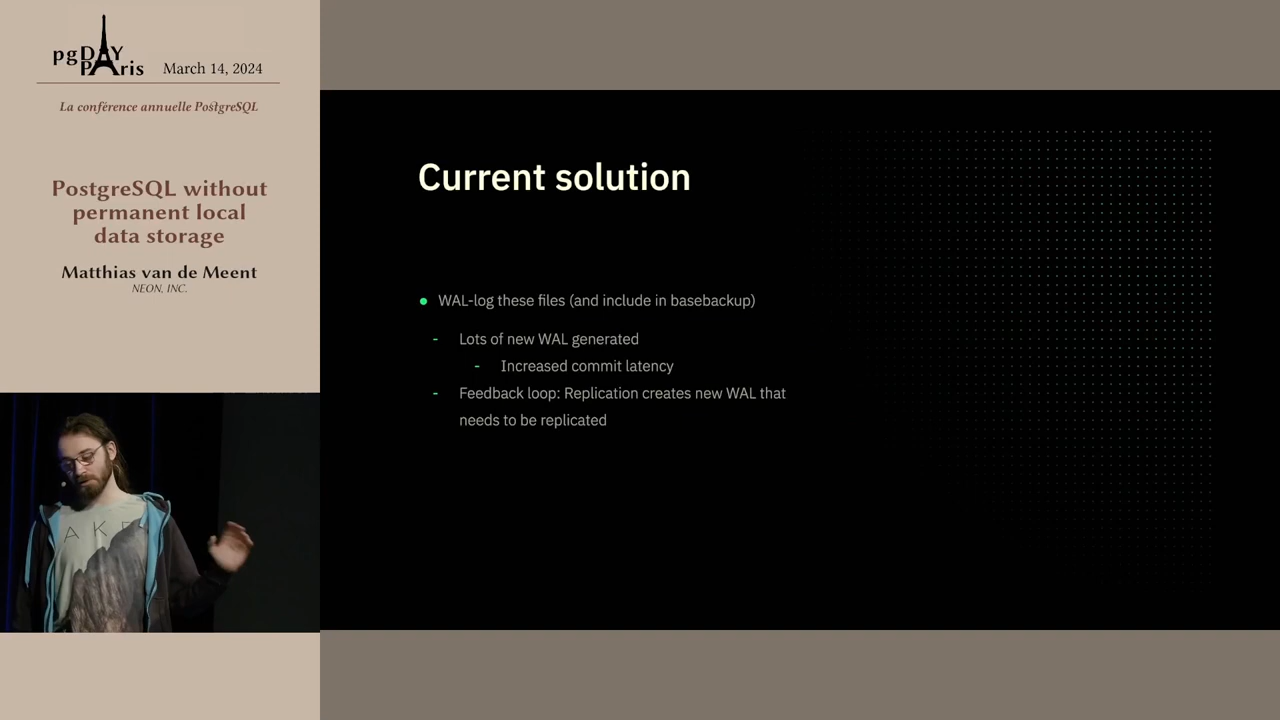 pgDAY
PAris
March 14, 2024
La conférence annuelle PostgreSQL
PostgreSQL without
permanent local
data storage
Matthias van de Meent
NEON, INC.
Current solution
WAL-log these files (and include in basebackup)
- Lots of new WAL generated
- Increased commit latency
- Feedback loop: Replication creates new WAL that
needs to be replicated